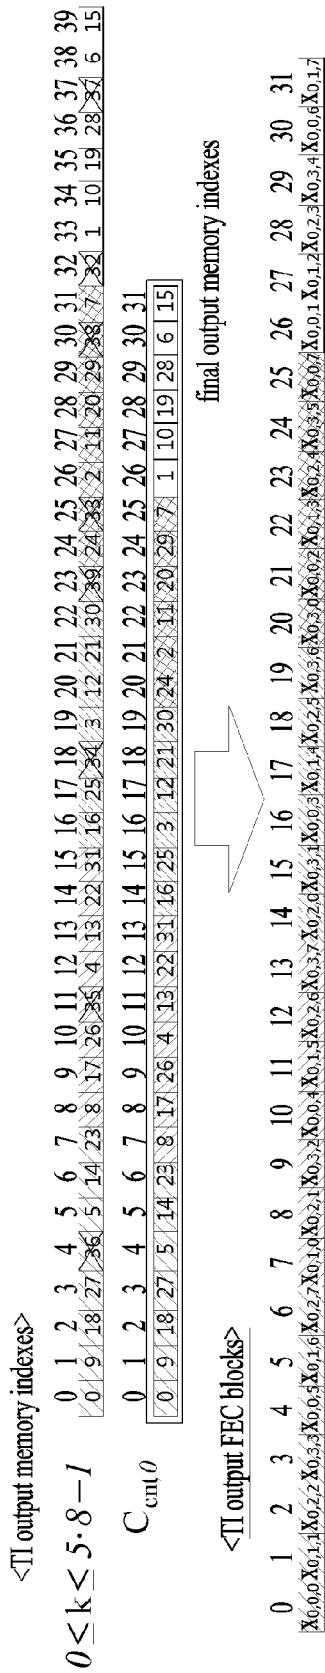 <TI output memory indexes>
0 1 2 3 4 5 6 7 8 9 10 11 12 13 14 15 16 17 18 19 20 21 22 23 24 25 26 27 28 29 30 31 32 33 34 35 36 37 38 39
0≤k≤5·8−1 0 9 18 27 36 5 14 23 8 17 26 35 4 13 22 31 16 25 34 3 12 21 30 39 24 33 2 11 20 29 38 7 32 1 10 19 28 37 6 15
0 1 2 3 4 5 6 7 8 9 10 11 12 13 14 15 16 17 18 19 20 21 22 23 24 25 26 27 28 29 30 31
Ccnt,0 0 9 18 27 5 14 23 8 17 26 4 13 22 31 16 25 3 12 21 30 24 2 11 20 29 7 1 10 19 28 6 15
final output memory indexes
<TI output FEC blocks>
0 1 2 3 4 5 6 7 8 9 10 11 12 13 14 15 16 17 18 19 20 21 22 23 24 25 26 27 28 29 30 31
X0,0,0 X0,1,1 X0,2,2 X0,3,3 X0,0,5 X0,1,6 X0,2,7 X0,1,0 X0,2,1 X0,3,2 X0,0,4 X0,1,5 X0,2,6 X0,3,7 X0,2,0 X0,3,1 X0,0,3 X0,1,4 X0,2,5 X0,3,6 X0,3,0 X0,0,2 X0,1,3 X0,2,4 X0,3,5 X0,0,7 X0,0,1 X0,1,2 X0,2,3 X0,3,4 X0,0,6 X0,1,7